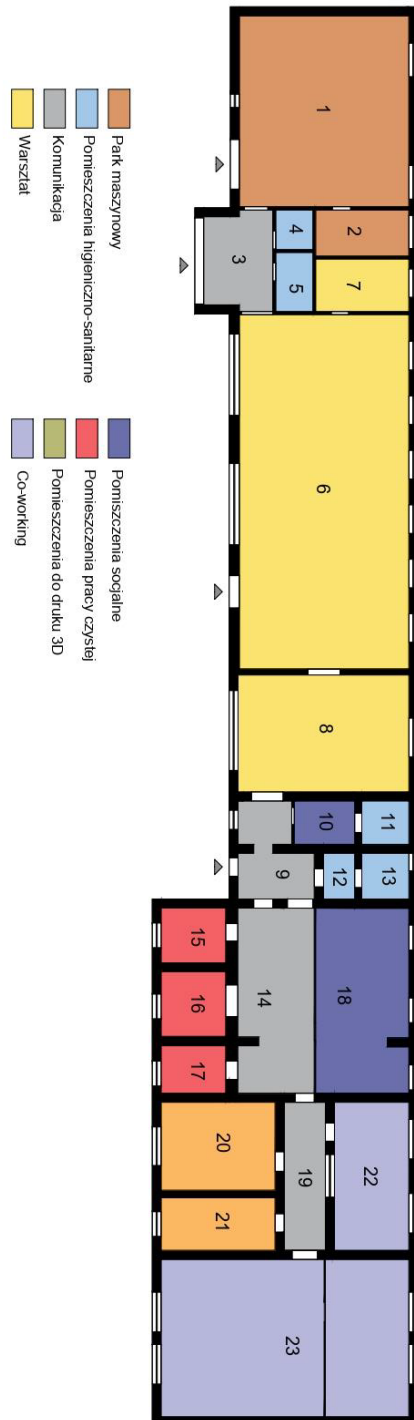 1
2
3
4
5
6
7
8
9
10
11
12
13
14
15
16
17
18
19
20
21
22
23
Park maszynowy
Pomieszczenia higieniczno-sanitarne
Komunikacja
Warsztat
Pomiszczenia socjalne
Pomieszczenia pracy czystej
Pomieszczenia do druku 3D
Co-working